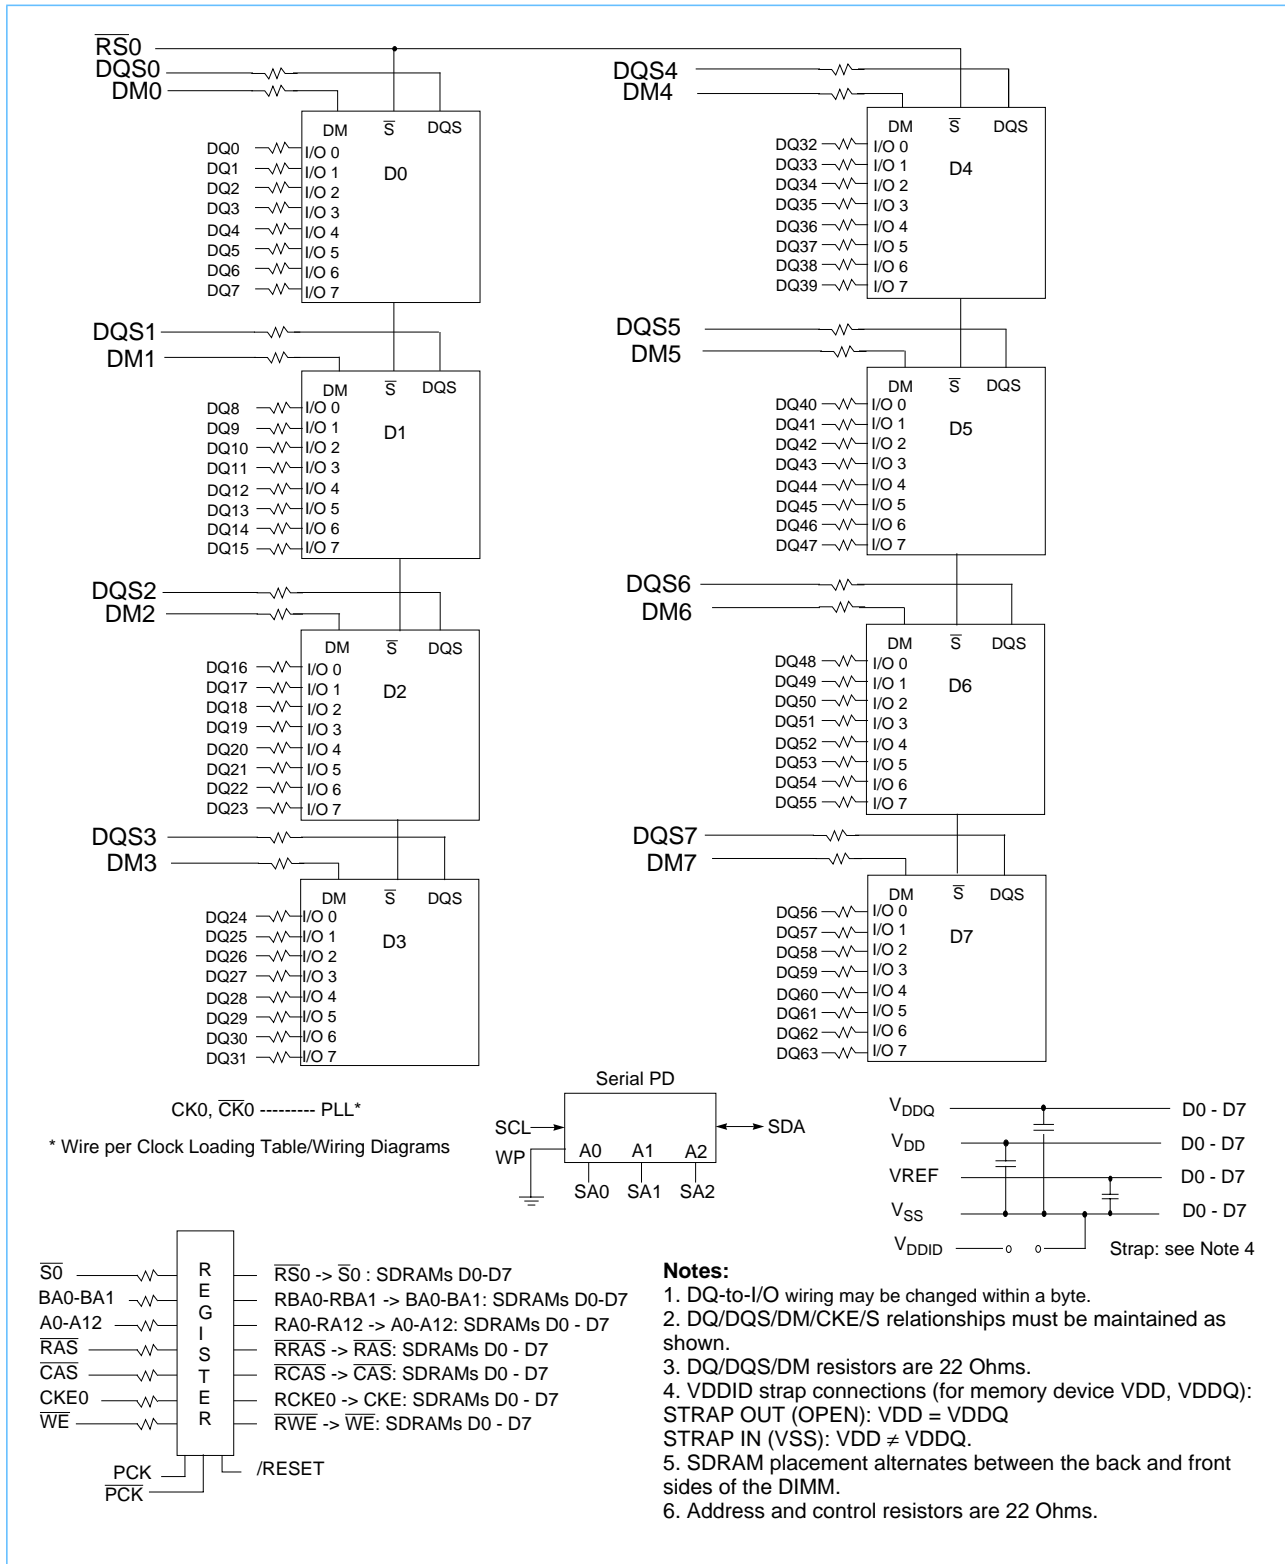 R̅S̅0
DQS0
DM0
DM S̅ DQS
D0
DQ0 I/O 0
DQ1 I/O 1
DQ2 I/O 2
DQ3 I/O 3
DQ4 I/O 4
DQ5 I/O 5
DQ6 I/O 6
DQ7 I/O 7
DQS1
DM1
DM S̅ DQS
D1
DQ8 I/O 0
DQ9 I/O 1
DQ10 I/O 2
DQ11 I/O 3
DQ12 I/O 4
DQ13 I/O 5
DQ14 I/O 6
DQ15 I/O 7
DQS2
DM2
DM S̅ DQS
D2
DQ16 I/O 0
DQ17 I/O 1
DQ18 I/O 2
DQ19 I/O 3
DQ20 I/O 4
DQ21 I/O 5
DQ22 I/O 6
DQ23 I/O 7
DQS3
DM3
DM S̅ DQS
D3
DQ24 I/O 0
DQ25 I/O 1
DQ26 I/O 2
DQ27 I/O 3
DQ28 I/O 4
DQ29 I/O 5
DQ30 I/O 6
DQ31 I/O 7
DQS4
DM4
DM S̅ DQS
D4
DQ32 I/O 0
DQ33 I/O 1
DQ34 I/O 2
DQ35 I/O 3
DQ36 I/O 4
DQ37 I/O 5
DQ38 I/O 6
DQ39 I/O 7
DQS5
DM5
DM S̅ DQS
D5
DQ40 I/O 0
DQ41 I/O 1
DQ42 I/O 2
DQ43 I/O 3
DQ44 I/O 4
DQ45 I/O 5
DQ46 I/O 6
DQ47 I/O 7
DQS6
DM6
DM S̅ DQS
D6
DQ48 I/O 0
DQ49 I/O 1
DQ50 I/O 2
DQ51 I/O 3
DQ52 I/O 4
DQ53 I/O 5
DQ54 I/O 6
DQ55 I/O 7
DQS7
DM7
DM S̅ DQS
D7
DQ56 I/O 0
DQ57 I/O 1
DQ58 I/O 2
DQ59 I/O 3
DQ60 I/O 4
DQ61 I/O 5
DQ62 I/O 6
DQ63 I/O 7
CK0, C̅K̅0 --------- PLL*
* Wire per Clock Loading Table/Wiring Diagrams
Serial PD
SCL SDA
WP A0 A1 A2
SA0 SA1 SA2
VDDQ D0 - D7
VDD D0 - D7
VREF D0 - D7
VSS D0 - D7
VDDID Strap: see Note 4
REGISTER
S̅0̅ R̅S̅0 -> S̅0 : SDRAMs D0-D7
BA0-BA1 RBA0-RBA1 -> BA0-BA1: SDRAMs D0-D7
A0-A12 RA0-RA12 -> A0-A12: SDRAMs D0 - D7
R̅A̅S̅ R̅R̅A̅S̅ -> R̅A̅S̅: SDRAMs D0 - D7
C̅A̅S̅ R̅C̅A̅S̅ -> C̅A̅S̅: SDRAMs D0 - D7
CKE0 RCKE0 -> CKE: SDRAMs D0 - D7
W̅E̅ R̅W̅E̅ -> W̅E̅: SDRAMs D0 - D7
PCK /RESET
P̅C̅K̅
Notes:
1. DQ-to-I/O wiring may be changed within a byte.
2. DQ/DQS/DM/CKE/S relationships must be maintained as
shown.
3. DQ/DQS/DM resistors are 22 Ohms.
4. VDDID strap connections (for memory device VDD, VDDQ):
STRAP OUT (OPEN): VDD = VDDQ
STRAP IN (VSS): VDD ≠ VDDQ.
5. SDRAM placement alternates between the back and front
sides of the DIMM.
6. Address and control resistors are 22 Ohms.